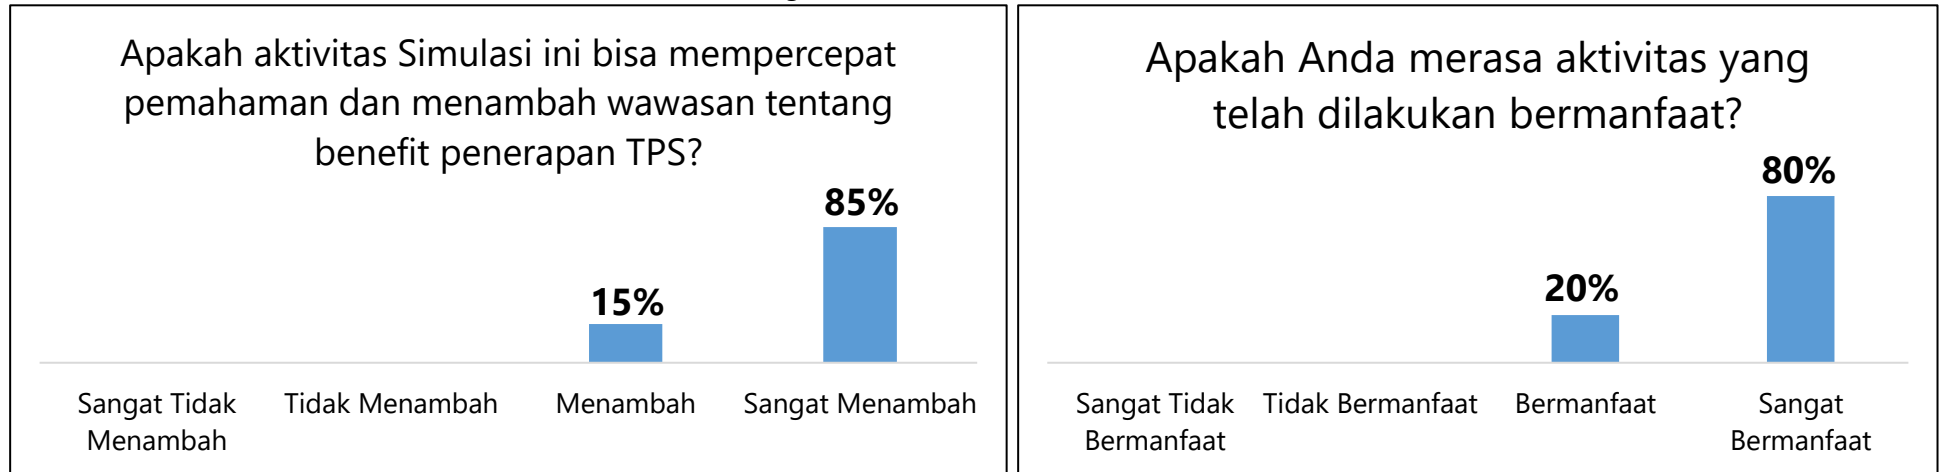 Apakah aktivitas Simulasi ini bisa mempercepat
pemahaman dan menambah wawasan tentang
benefit penerapan TPS?
85%
15%
Sangat Tidak
Menambah
Tidak Menambah
Menambah
Sangat Menambah
Apakah Anda merasa aktivitas yang
telah dilakukan bermanfaat?
80%
20%
Sangat Tidak
Bermanfaat
Tidak Bermanfaat
Bermanfaat
Sangat
Bermanfaat